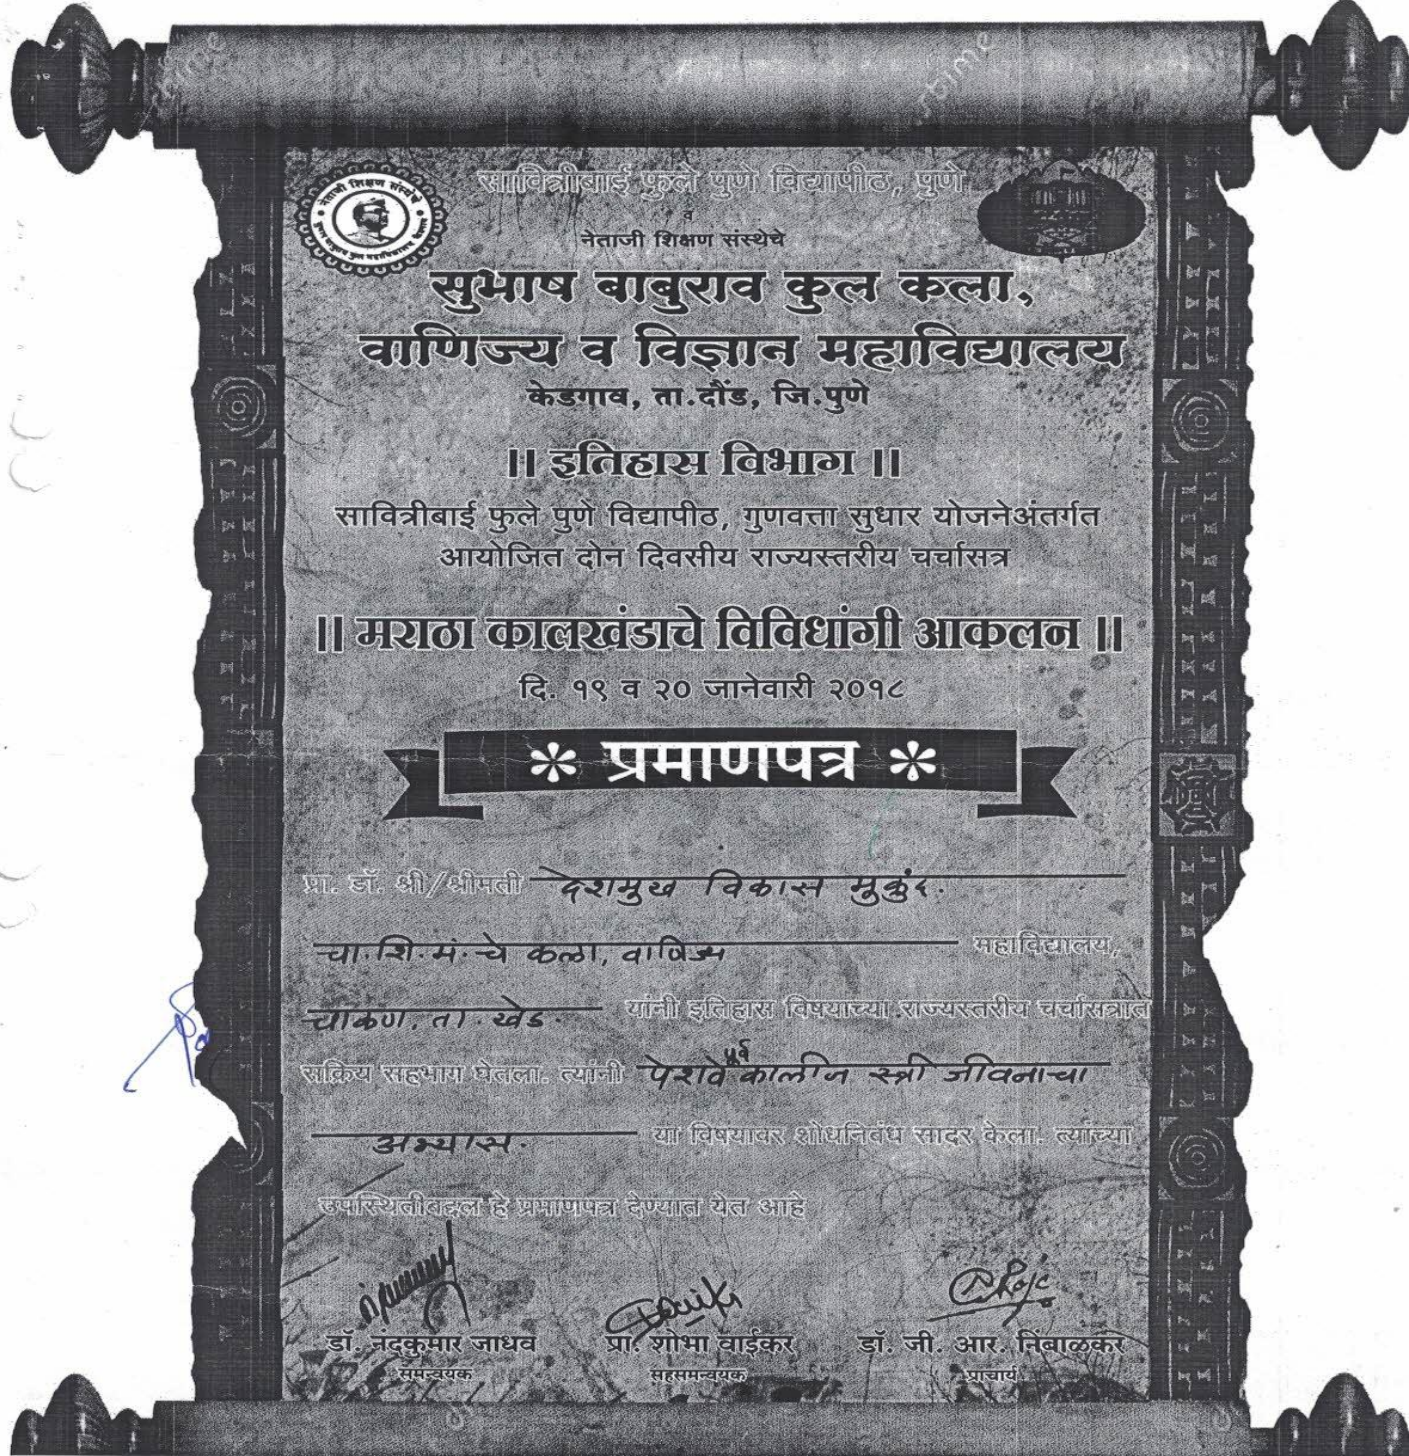 सावित्रीबाई फुले पुणे विद्यापीठ, पुणे
व
नेताजी शिक्षण संस्थेचे
सुभाष बाबुराव कुल कला,
वाणिज्य व विज्ञान महाविद्यालय
केडगाव, ता.दौंड, जि.पुणे
|| इतिहास विभाग ||
सावित्रीबाई फुले पुणे विद्यापीठ, गुणवत्ता सुधार योजनेअंतर्गत
आयोजित दोन दिवसीय राज्यस्तरीय चर्चासत्र
|| मराठा कालखंडाचे विविधांगी आकलन ||
दि. १९ व २० जानेवारी २०१८
* प्रमाणपत्र *
प्रा. डॉ. श्री/श्रीमती देशमुख विकास मुकुंद.
चा.शि.मं.चे कळा, वाणिज्य महाविद्यालय,
चाकण, ता. खेड. यांनी इतिहास विषयाच्या राज्यस्तरीय चर्चासत्रात
सक्रिय सहभाग घेतला. त्यांनी पेशवे पूर्व कालीन स्त्री जीवनाचा
अभ्यास. या विषयावर शोधनिबंध सादर केला. त्यांच्या
उपस्थितीबद्दल हे प्रमाणपत्र देण्यात येत आहे
डॉ. नंदकुमार जाधव प्रा. शोभा वाईकर डॉ. जी. आर. निंबाळकर
समन्वयक सहसमन्वयक प्राचार्य